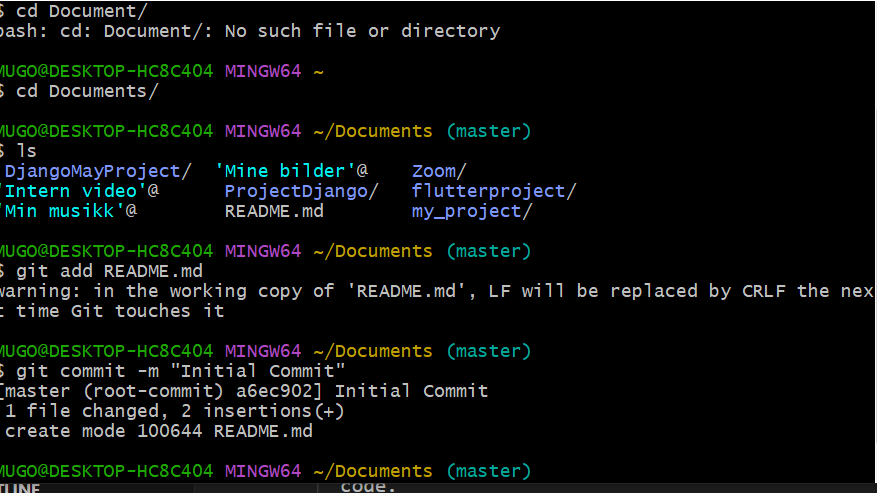 $ cd Document/
bash: cd: Document/: No such file or directory
MUGO@DESKTOP-HC8C404 MINGW64 ~
$ cd Documents/
MUGO@DESKTOP-HC8C404 MINGW64 ~/Documents (master)
$ ls
DjangoMayProject/ 'Mine bilder'@ Zoom/
'Intern video'@ ProjectDjango/ flutterproject/
'Min musikk'@ README.md my_project/
MUGO@DESKTOP-HC8C404 MINGW64 ~/Documents (master)
$ git add README.md
warning: in the working copy of 'README.md', LF will be replaced by CRLF the nex
t time Git touches it
MUGO@DESKTOP-HC8C404 MINGW64 ~/Documents (master)
$ git commit -m "Initial Commit"
[master (root-commit) a6ec902] Initial Commit
1 file changed, 2 insertions(+)
create mode 100644 README.md
MUGO@DESKTOP-HC8C404 MINGW64 ~/Documents (master)
code.